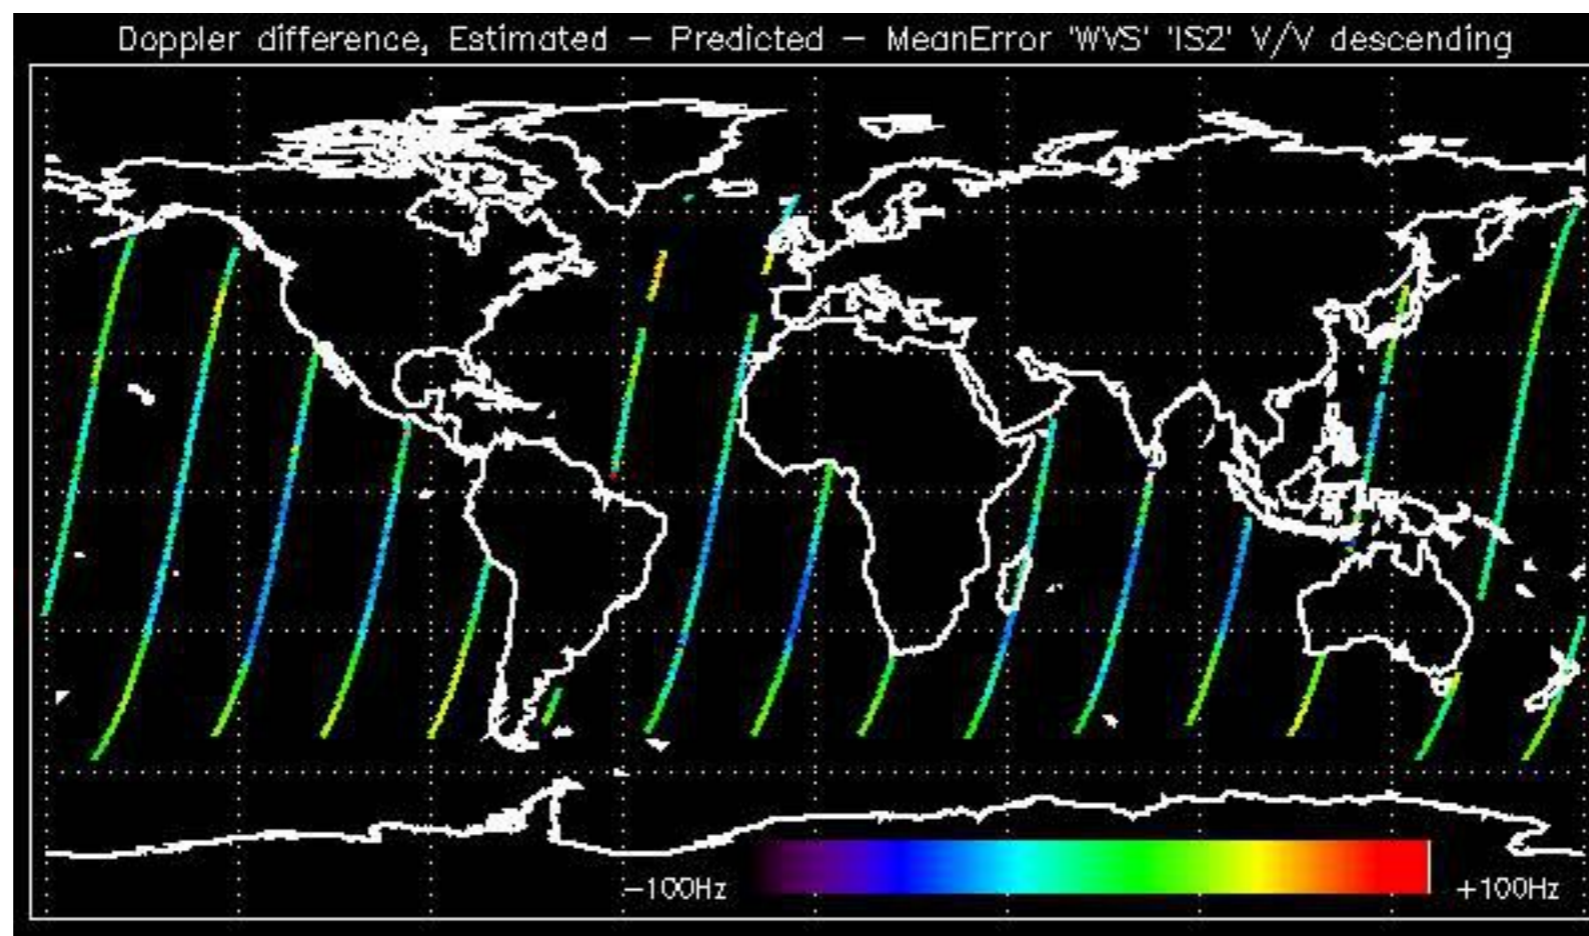 Doppler difference, Estimated – Predicted – MeanError 'WVS' 'IS2' V/V descending
−100Hz
+100Hz